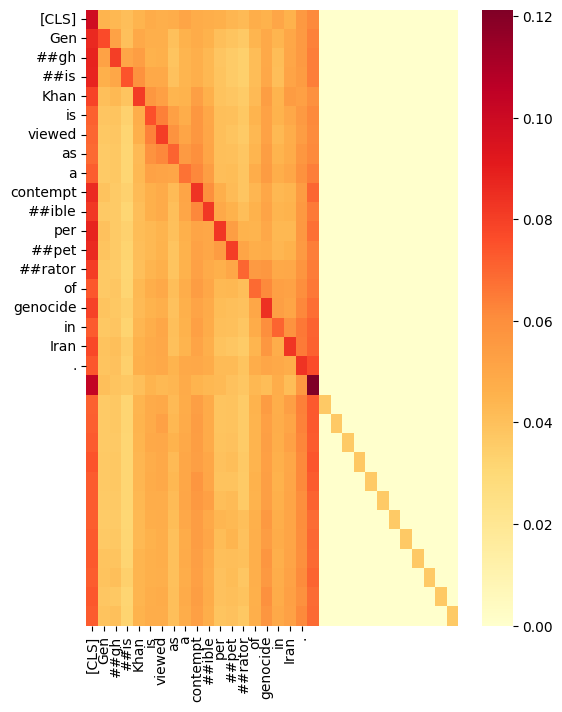 [CLS]
Gen
##gh
##is
Khan
is
viewed
as
a
contempt
##ible
per
##pet
##rator
of
genocide
in
Iran
.
[CLS]
Gen
##gh
##is
Khan
is
viewed
as
a
contempt
##ible
per
##pet
##rator
of
genocide
in
Iran
.
0.12
0.10
0.08
0.06
0.04
0.02
0.00